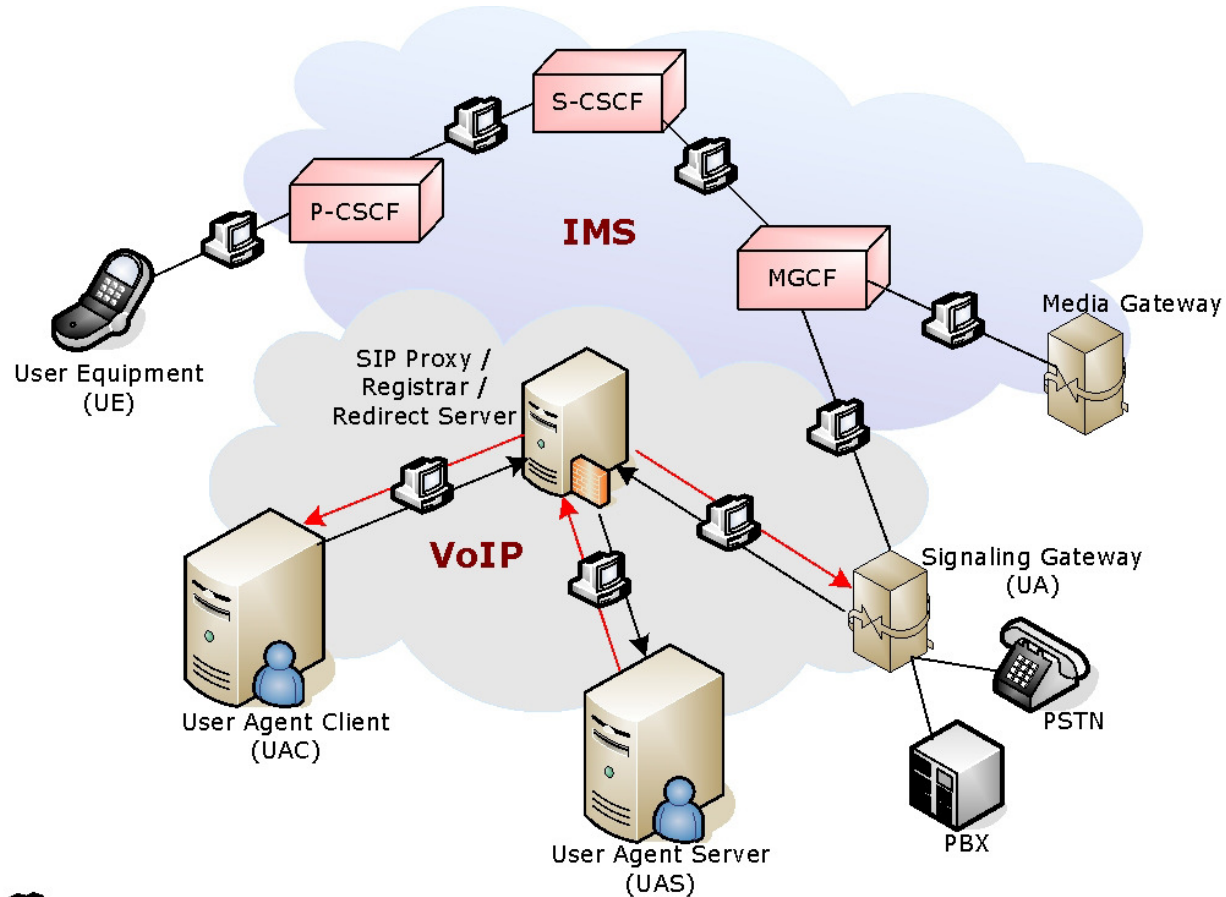 S-CSCF
P-CSCF
IMS
MGCF
Media Gateway
User Equipment
(UE)
SIP Proxy /
Registrar /
Redirect Server
VoIP
Signaling Gateway
(UA)
User Agent Client
(UAC)
PSTN
PBX
User Agent Server
(UAS)